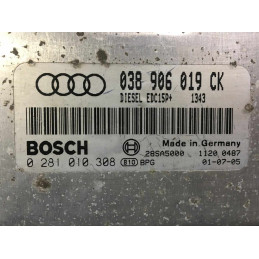 038 906 019 CK
DIESEL EDC15P+ 1343
BOSCH
Made in Germany
28SA5000 1120 0487
0 281 010 308 810 BPG 01-07-05